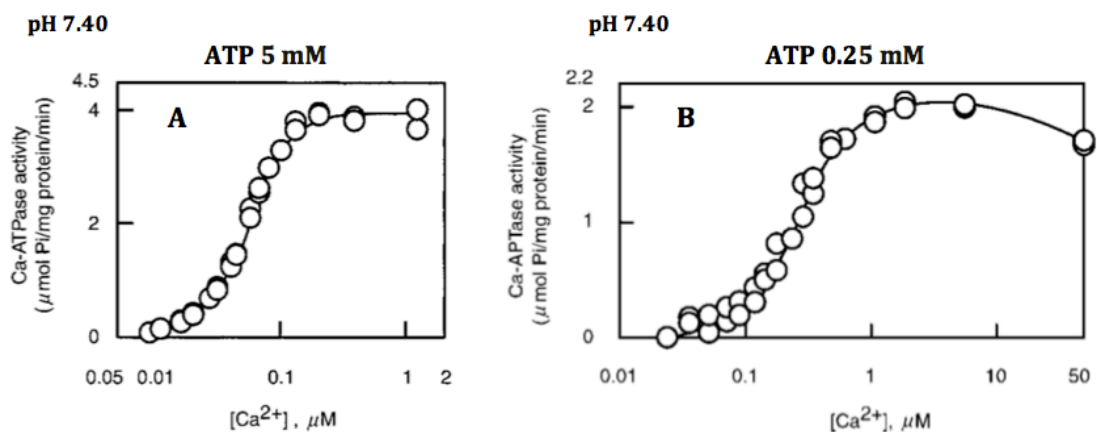 pH 7.40
ATP 5 mM
A
Ca-ATPase activity
(μmol Pi/mg protein/min)
4.5
4
2
0
0.05 0.01 0.1 1 2
[Ca2+] , μM
pH 7.40
ATP 0.25 mM
B
Ca-APTase activity
(μ mol Pi/mg protein/min)
2.2
2
1
0
0.01 0.1 1 10 50
[Ca2+] , μM